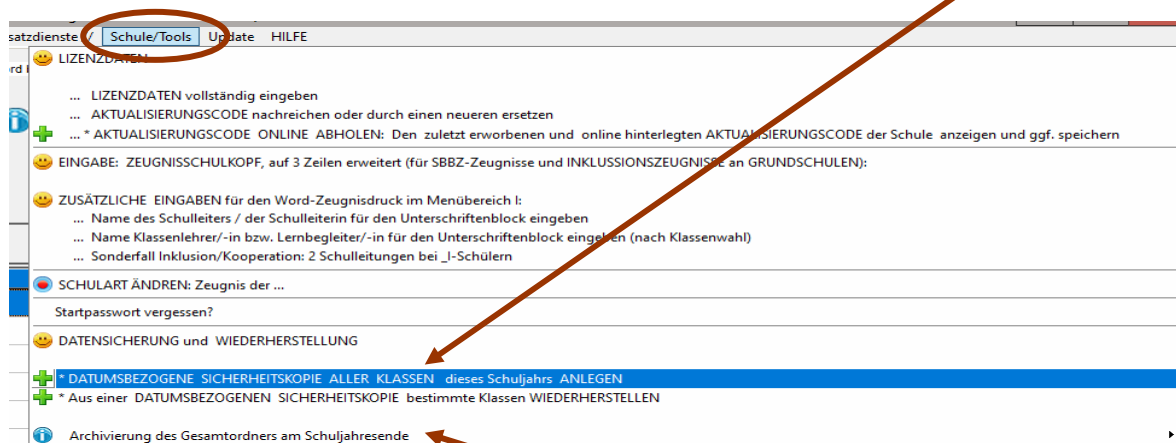 satzdienste / Schule/Tools Update HILFE
LIZENZDATEN
... LIZENZDATEN vollständig eingeben
... AKTUALISIERUNGSCODE nachreichen oder durch einen neueren ersetzen
... * AKTUALISIERUNGSCODE ONLINE ABHOLEN: Den zuletzt erworbenen und online hinterlegten AKTUALISIERUNGSCODE der Schule anzeigen und ggf. speichern
EINGABE: ZEUGNISSCHULKOPF, auf 3 Zeilen erweitert (für SBBZ-Zeugnisse und INKLUSSIONSZEUGNISSE an GRUNDSCHULEN):
ZUSÄTZLICHE EINGABEN für den Word-Zeugnisdruck im Menübereich I:
... Name des Schulleiters / der Schulleiterin für den Unterschriftenblock eingeben
... Name Klassenlehrer/-in bzw. Lernbegleiter/-in für den Unterschriftenblock eingeben (nach Klassenwahl)
... Sonderfall Inklusion/Kooperation: 2 Schulleitungen bei _I-Schülern
SCHULART ÄNDREN: Zeugnis der ...
Startpasswort vergessen?
DATENSICHERUNG und WIEDERHERSTELLUNG
* DATUMSBEZOGENE SICHERHEITSKOPIE ALLER KLASSEN dieses Schuljahrs ANLEGEN
* Aus einer DATUMSBEZOGENEN SICHERHEITSKOPIE bestimmte Klassen WIEDERHERSTELLEN
Archivierung des Gesamtordners am Schuljahresende